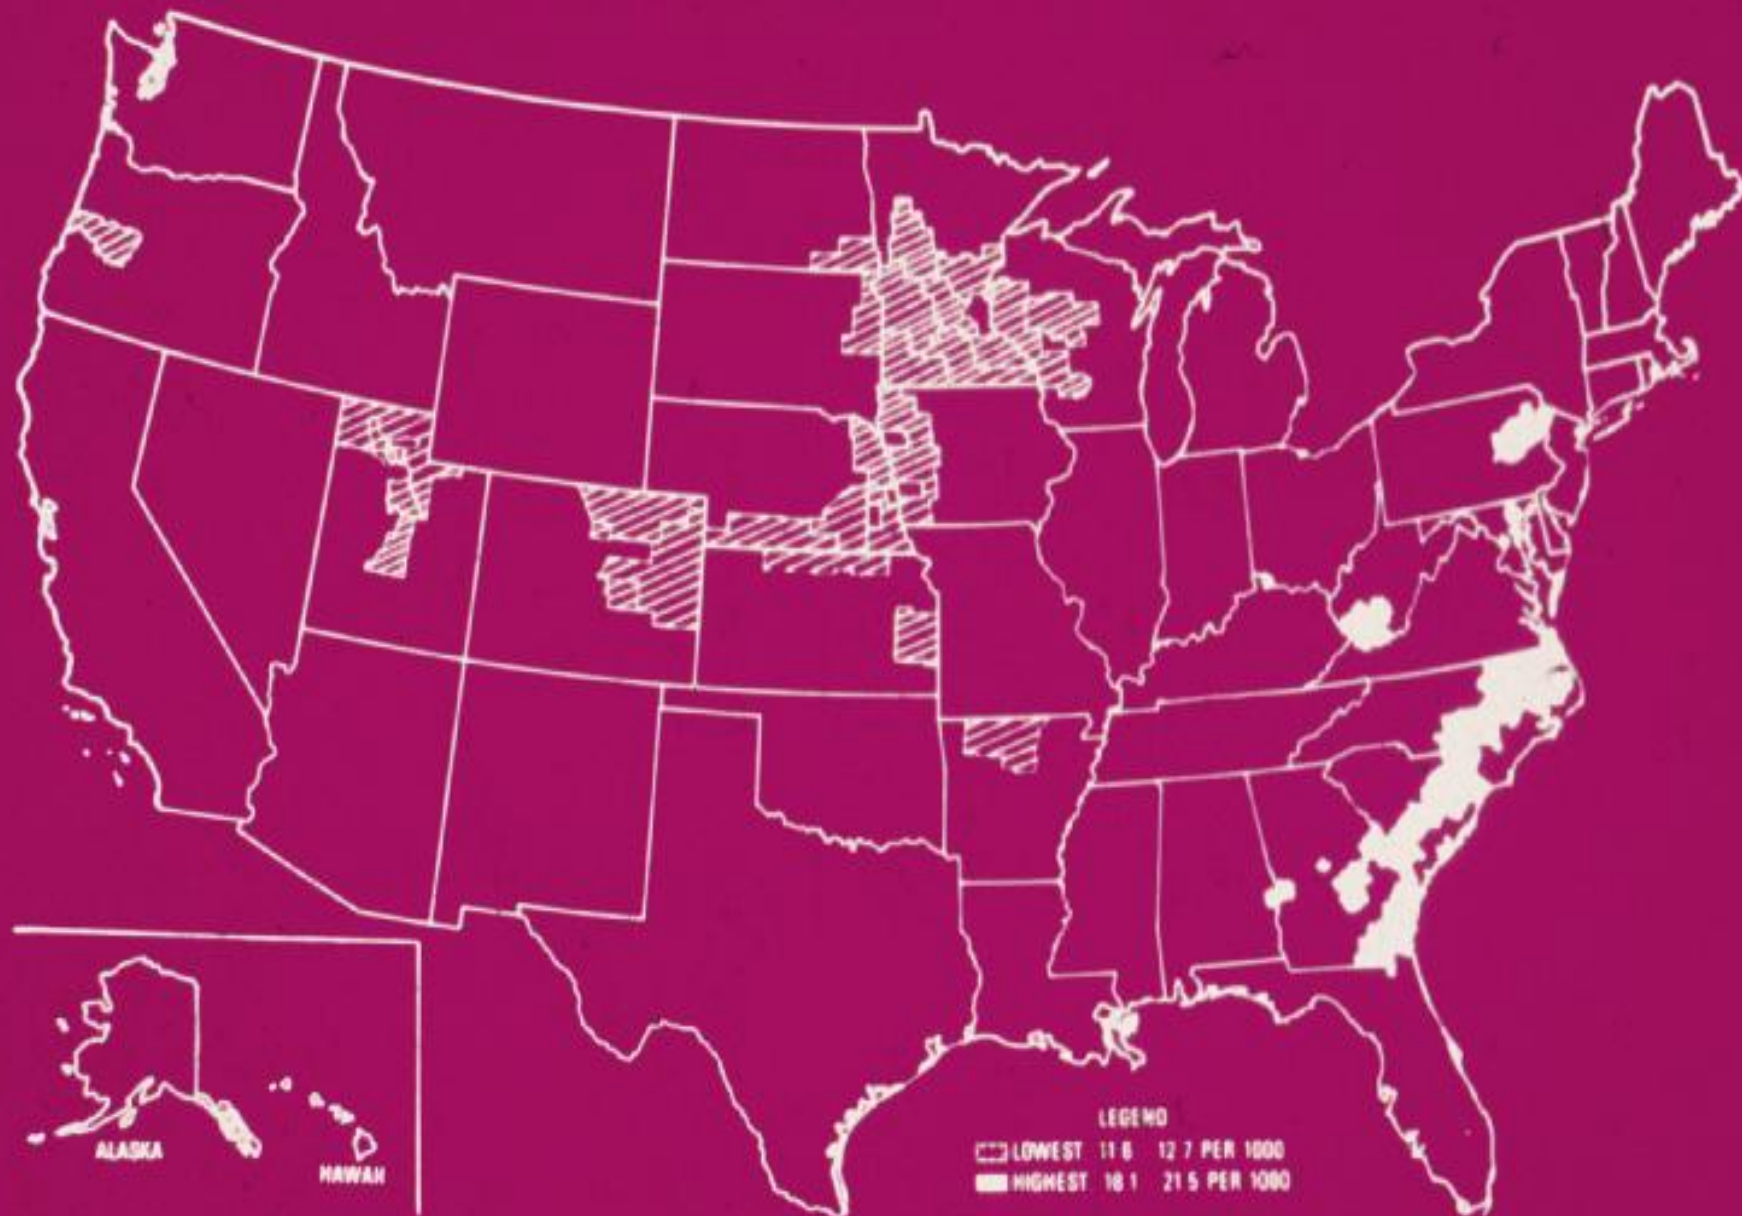 ALASKA
HAWAII
LEGEND
LOWEST 11 6 12 7 PER 1000
HIGHEST 18 1 21 5 PER 1000